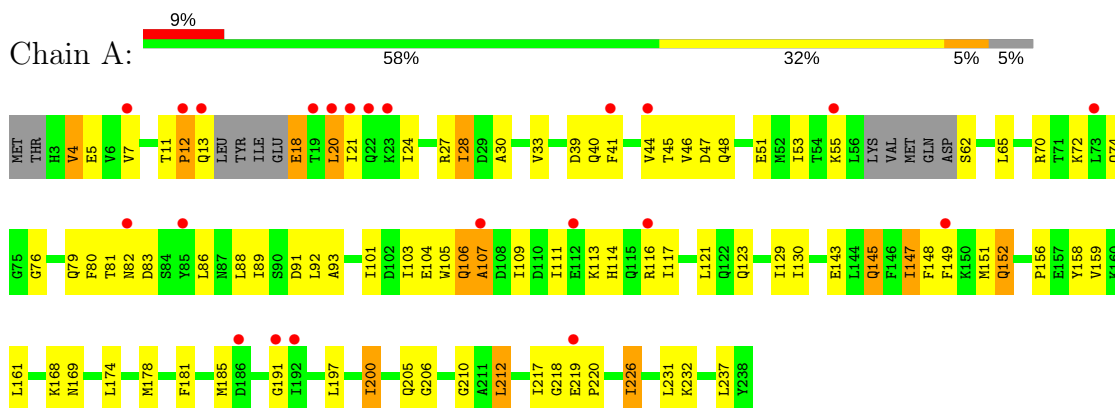 9%
Chain A:
58% 32% 5% 5%
MET THR H3 V4 E5 V6 V7 T11 P12 Q13 LEU TYR ILE GLU E18 T19 L20 I21 Q22 K23 I24 R27 I28 D29 A30 V33 D39 Q40 F41 V44 T45 V46 D47 Q48 E51 M52 I53 T54 K55 L56 LYS VAL MET GLN ASP S62 L65 R70 T71 K72 L73
G75 G76 Q79 F80 T81 N82 D83 S84 Y85 L86 N87 L88 I89 S90 D91 L92 A93 I101 D102 I103 E104 W105 Q106 A107 D108 I109 D110 I111 E112 K113 H114 Q115 R116 I117 L121 Q122 Q123 I129 I130 E143 L144 Q145 F146 I147 F148 F149 K150 M151 Q152 P156 E157 Y158 V159 K160
L161 K168 N169 L174 M178 F181 M185 D186 G191 I192 L197 I200 Q205 G206 G210 A211 L212 I217 G218 E219 P220 I226 L231 K232 L237 Y238